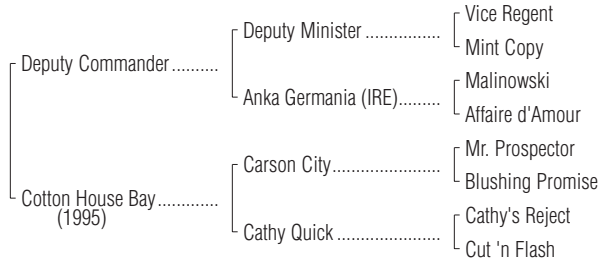 Vice Regent
Deputy Minister ................
Mint Copy
Deputy Commander..........
Malinowski
Anka Germania (IRE).........
Affaire d'Amour
Mr. Prospector
Carson City......................
Blushing Promise
Cotton House Bay.............
(1995)
Cathy's Reject
Cathy Quick .....................
Cut 'n Flash